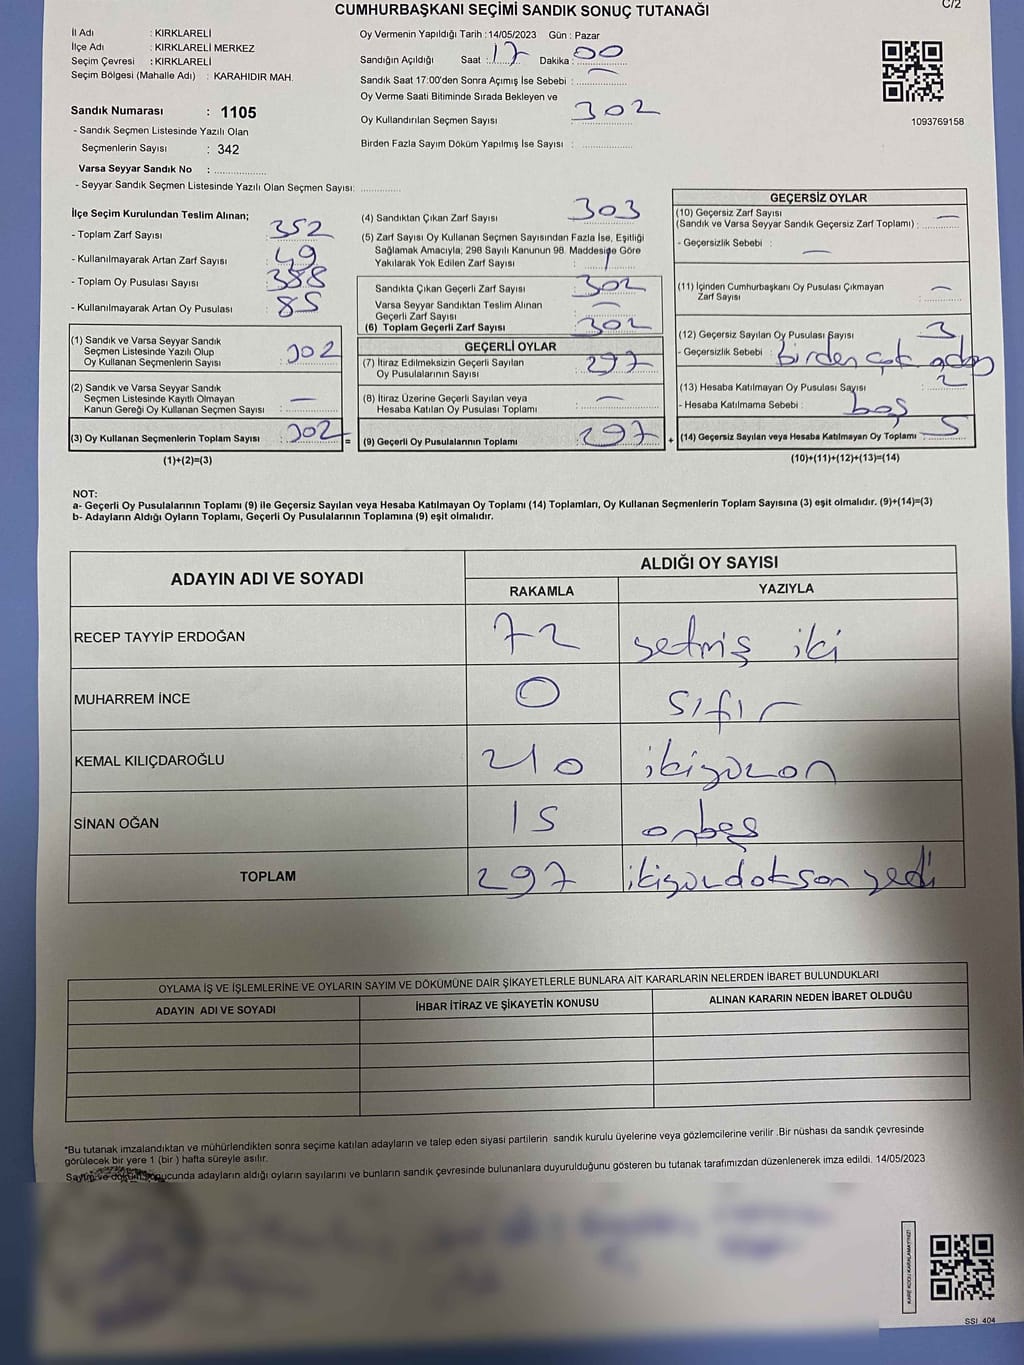 C/2
CUMHURBAŞKANI SEÇİMİ SANDIK SONUÇ TUTANAĞI
İl Adı : KIRKLARELİ
İlçe Adı : KIRKLARELİ MERKEZ
Seçim Çevresi : KIRKLARELİ
Seçim Bölgesi (Mahalle Adı) : KARAHIDIR MAH.
Sandık Numarası : 1105
- Sandık Seçmen Listesinde Yazılı Olan
Seçmenlerin Sayısı : 342
Varsa Seyyar Sandık No : ................
- Seyyar Sandık Seçmen Listesinde Yazılı Olan Seçmen Sayısı: ............
Oy Vermenin Yapıldığı Tarih :14/05/2023 Gün : Pazar
Sandığın Açıldığı Saat : 17 Dakika : 00
Sandık Saat 17:00'den Sonra Açımış İse Sebebi : —
Oy Verme Saati Bitiminde Sırada Bekleyen ve
Oy Kullandırılan Seçmen Sayısı : 302
Birden Fazla Sayım Döküm Yapılmış İse Sayısı : ...............
1093769158
İlçe Seçim Kurulundan Teslim Alınan;
- Toplam Zarf Sayısı : 352
- Kullanılmayarak Artan Zarf Sayısı : 49
- Toplam Oy Pusulası Sayısı : 388
- Kullanılmayarak Artan Oy Pusulası : 85
(1) Sandık ve Varsa Seyyar Sandık
Seçmen Listesinde Yazılı Olup
Oy Kullanan Seçmenlerin Sayısı : 302
(2) Sandık ve Varsa Seyyar Sandık
Seçmen Listesinde Kayıtlı Olmayan
Kanun Gereği Oy Kullanan Seçmen Sayısı : —
(3) Oy Kullanan Seçmenlerin Toplam Sayısı : 302 =
(1)+(2)=(3)
(4) Sandıktan Çıkan Zarf Sayısı : 303
(5) Zarf Sayısı Oy Kullanan Seçmen Sayısından Fazla İse, Eşitliği
Sağlamak Amacıyla; 298 Sayılı Kanunun 98. Maddesine Göre
Yakılarak Yok Edilen Zarf Sayısı : 1
Sandıkta Çıkan Geçerli Zarf Sayısı : 302
Varsa Seyyar Sandıktan Teslim Alınan
Geçerli Zarf Sayısı : —
(6) Toplam Geçerli Zarf Sayısı : 302
GEÇERLİ OYLAR
(7) İtiraz Edilmeksizin Geçerli Sayılan
Oy Pusulalarının Sayısı : 297
(8) İtiraz Üzerine Geçerli Sayılan veya
Hesaba Katılan Oy Pusulası Toplamı : —
(9) Geçerli Oy Pusulalarının Toplamı : 297 +
GEÇERSİZ OYLAR
(10) Geçersiz Zarf Sayısı
(Sandık ve Varsa Seyyar Sandık Geçersiz Zarf Toplamı) : —
- Geçersizlik Sebebi : —
(11) İçinden Cumhurbaşkanı Oy Pusulası Çıkmayan
Zarf Sayısı : —
(12) Geçersiz Sayılan Oy Pusulası Sayısı : 3
- Geçersizlik Sebebi : birden çok aday
(13) Hesaba Katılmayan Oy Pusula Sayısı : 2
- Hesaba Katılmama Sebebi : boş
(14) Geçersiz Sayılan veya Hesaba Katılmayan Oy Toplamı : 5
(10)+(11)+(12)+(13)=(14)
NOT:
a- Geçerli Oy Pusulalarının Toplamı (9) ile Geçersiz Sayılan veya Hesaba Katılmayan Oy Toplamı (14) Toplamları, Oy Kullanan Seçmenlerin Toplam Sayısına (3) eşit olmalıdır. (9)+(14)=(3)
b- Adayların Aldığı Oyların Toplamı, Geçerli Oy Pusulalarının Toplamına (9) eşit olmalıdır.
ADAYIN ADI VE SOYADI
ALDIĞI OY SAYISI
RAKAMLA YAZIYLA
RECEP TAYYİP ERDOĞAN 72 yetmiş iki
MUHARREM İNCE 0 sıfır
KEMAL KILIÇDAROĞLU 210 ikiyüzon
SİNAN OĞAN 15 onbeş
TOPLAM 297 ikiyüzdoksan yedi
OYLAMA İŞ VE İŞLEMLERİNE VE OYLARIN SAYIM VE DÖKÜMÜNE DAİR ŞİKAYETLERLE BUNLARA AİT KARARLARIN NELERDEN İBARET BULUNDUKLARI
ADAYIN ADI VE SOYADI İHBAR İTİRAZ VE ŞİKAYETİN KONUSU ALINAN KARARIN NEDEN İBARET OLDUĞU
*Bu tutanak imzalandıktan ve mühürlendikten sonra seçime katılan adayların ve talep eden siyasi partilerin sandık kurulu üyelerine veya gözlemcilerine verilir .Bir nüshası da sandık çevresinde
görülecek bir yere 1 (bir ) hafta süreyle asılır.
Sayım ve döküm sonucunda adayların aldığı oyların sayılarını ve bunların sandık çevresinde bulunanlara duyurulduğunu gösteren bu tutanak tarafımızdan düzenlenerek imza edildi. 14/05/2023
KARE KODU KARALAMAYINIZ!
SSİ 404